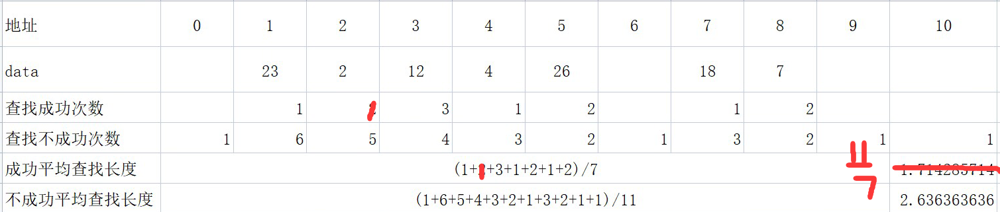 地址 0 1 2 3 4 5 6 7 8 9 10
data 23 2 12 4 26 18 7
查找成功次数 1 1 3 1 2 1 2
查找不成功次数 1 6 5 4 3 2 1 3 2 1 1
成功平均查找长度 (1+1+3+1+2+1+2)/7 11/7 1.714285714
不成功平均查找长度 (1+6+5+4+3+2+1+3+2+1+1)/11 2.636363636